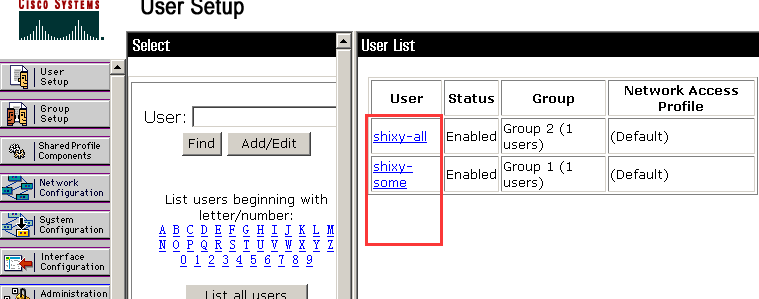 CISCO SYSTEMS
User Setup
User
Setup
Group
Setup
Shared Profile
Components
Network
Configuration
System
Configuration
Interface
Configuration
Administration
Select
User:
Find Add/Edit
List users beginning with
letter/number:
A B C D E F G H I J K L M
N O P Q R S T U V W X Y Z
0 1 2 3 4 5 6 7 8 9
List all users
User List
User Status Group Network Access
Profile
shixy-all Enabled Group 2 (1
users) (Default)
shixy-
some Enabled Group 1 (1
users) (Default)